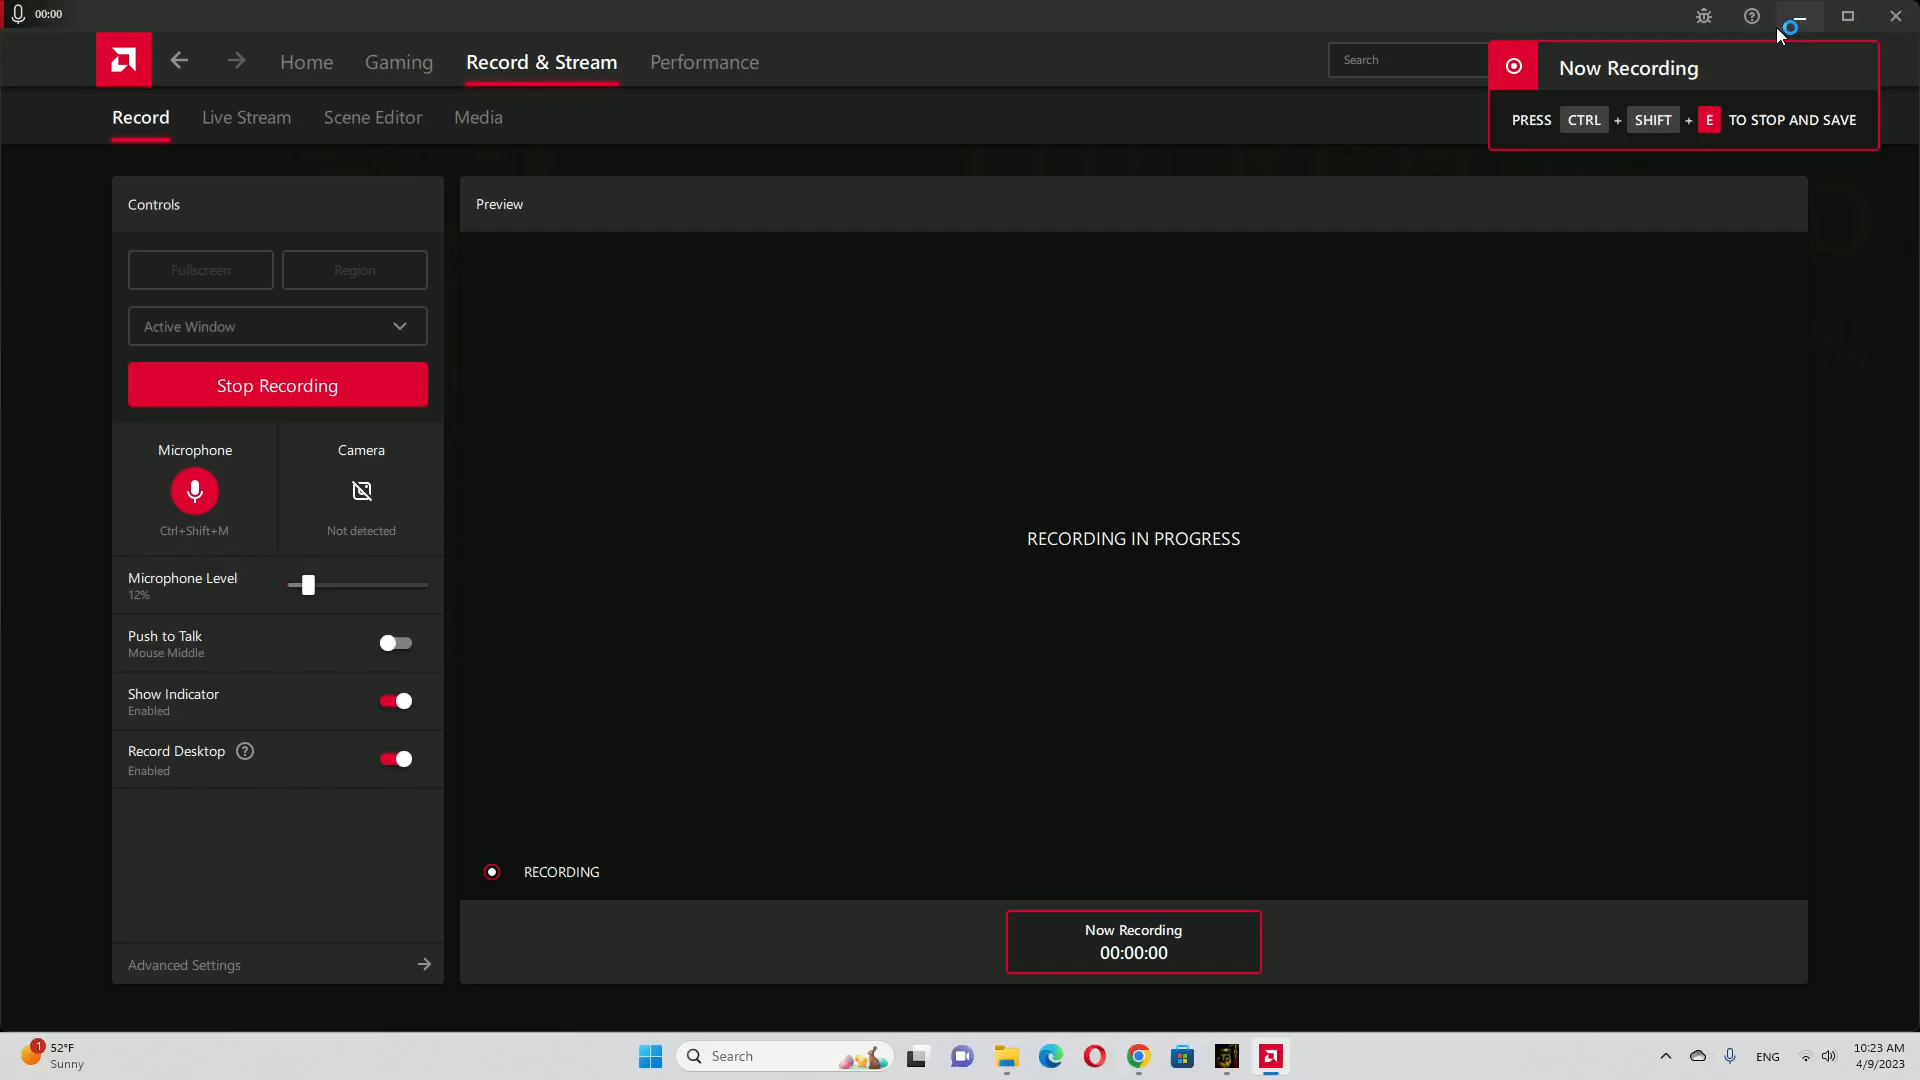 00:00
Home
Gaming
Record & Stream
Performance
Search
Now Recording
PRESS CTRL + SHIFT + E TO STOP AND SAVE
Record
Live Stream
Scene Editor
Media
Controls
Fullscreen
Region
Active Window
Stop Recording
Microphone
Camera
Ctrl+Shift+M
Not detected
Microphone Level
12%
Push to Talk
Mouse Middle
Show Indicator
Enabled
Record Desktop
Enabled
Advanced Settings
Preview
RECORDING IN PROGRESS
RECORDING
Now Recording
00:00:00
1
52°F
Sunny
Search
ENG
10:23 AM
4/9/2023